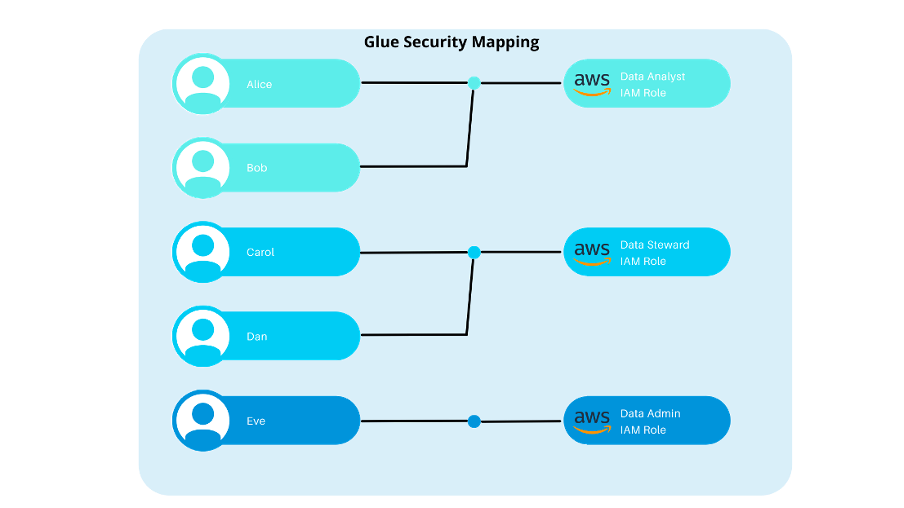 Glue Security Mapping
Alice
aws
Data Analyst
IAM Role
Bob
Carol
aws
Data Steward
IAM Role
Dan
Eve
aws
Data Admin
IAM Role